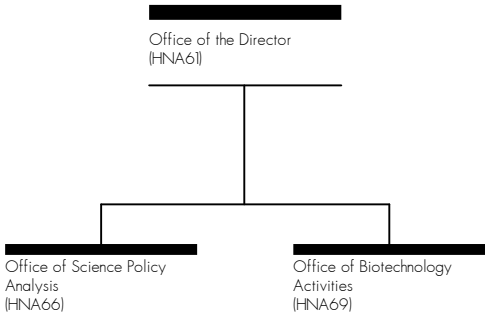 Office of the Director
(HNA61)
Office of Science Policy
Analysis
(HNA66)
Office of Biotechnology
Activities
(HNA69)